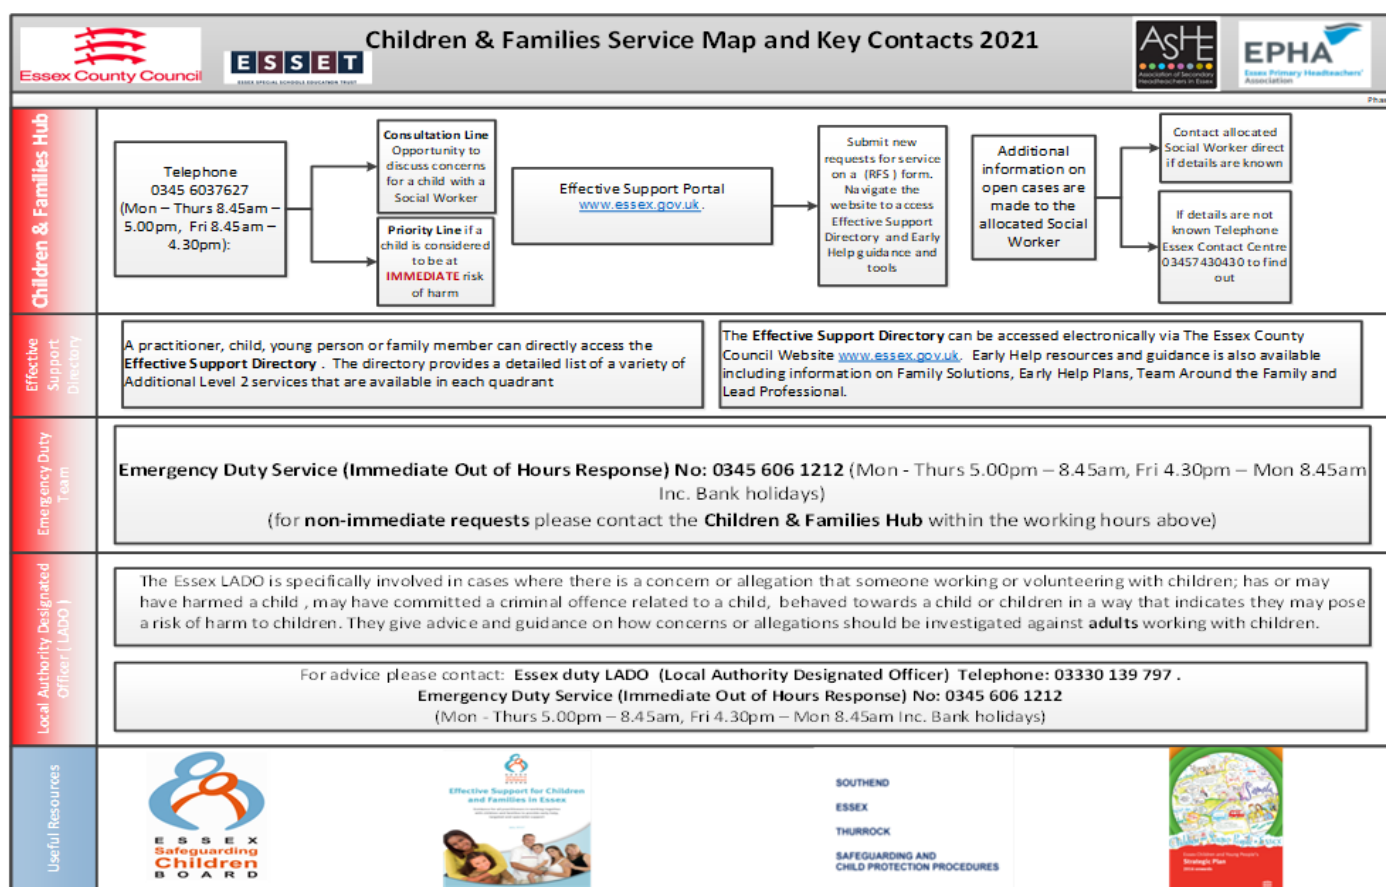 Children & Families Service Map and Key Contacts 2021
Essex County Council
ESSET
ESSEX SPECIAL SCHOOLS EDUCATION TRUST
ASHE
Association of Secondary
Headteachers in Essex
EPHA
Essex Primary Headteachers'
Association
Children & Families Hub
Telephone
0345 6037627
(Mon – Thurs 8.45am –
5.00pm, Fri 8.45am –
4.30pm):
Consultation Line
Opportunity to
discuss concerns
for a child with a
Social Worker
Priority Line if a
child is considered
to be at
IMMEDIATE risk
of harm
Effective Support Portal
www.essex.gov.uk .
Submit new
requests for service
on a (RFS ) form.
Navigate the
website to access
Effective Support
Directory and Early
Help guidance and
tools
Additional
information on
open cases are
made to the
allocated Social
Worker
Contact allocated
Social Worker direct
if details are known
If details are not
known Telephone
Essex Contact Centre
03457430430 to find
out
Effective
Support
Directory
A practitioner, child, young person or family member can directly access the
Effective Support Directory . The directory provides a detailed list of a variety of
Additional Level 2 services that are available in each quadrant
The Effective Support Directory can be accessed electronically via The Essex County
Council Website www.essex.gov.uk. Early Help resources and guidance is also available
including information on Family Solutions, Early Help Plans, Team Around the Family and
Lead Professional.
Emergency Duty
Team
Emergency Duty Service (Immediate Out of Hours Response) No: 0345 606 1212 (Mon - Thurs 5.00pm – 8.45am, Fri 4.30pm – Mon 8.45am
Inc. Bank holidays)
(for non-immediate requests please contact the Children & Families Hub within the working hours above)
Local Authority Designated
Officer ( LADO )
The Essex LADO is specifically involved in cases where there is a concern or allegation that someone working or volunteering with children; has or may
have harmed a child , may have committed a criminal offence related to a child, behaved towards a child or children in a way that indicates they may pose
a risk of harm to children. They give advice and guidance on how concerns or allegations should be investigated against adults working with children.
For advice please contact: Essex duty LADO (Local Authority Designated Officer) Telephone: 03330 139 797 .
Emergency Duty Service (Immediate Out of Hours Response) No: 0345 606 1212
(Mon - Thurs 5.00pm – 8.45am, Fri 4.30pm – Mon 8.45am Inc. Bank holidays)
Useful Resources
ESSEX
Safeguarding
Children
BOARD
Effective Support for Children
and Families in Essex
SOUTHEND
ESSEX
THURROCK
SAFEGUARDING AND
CHILD PROTECTION PROCEDURES
Strategic Plan